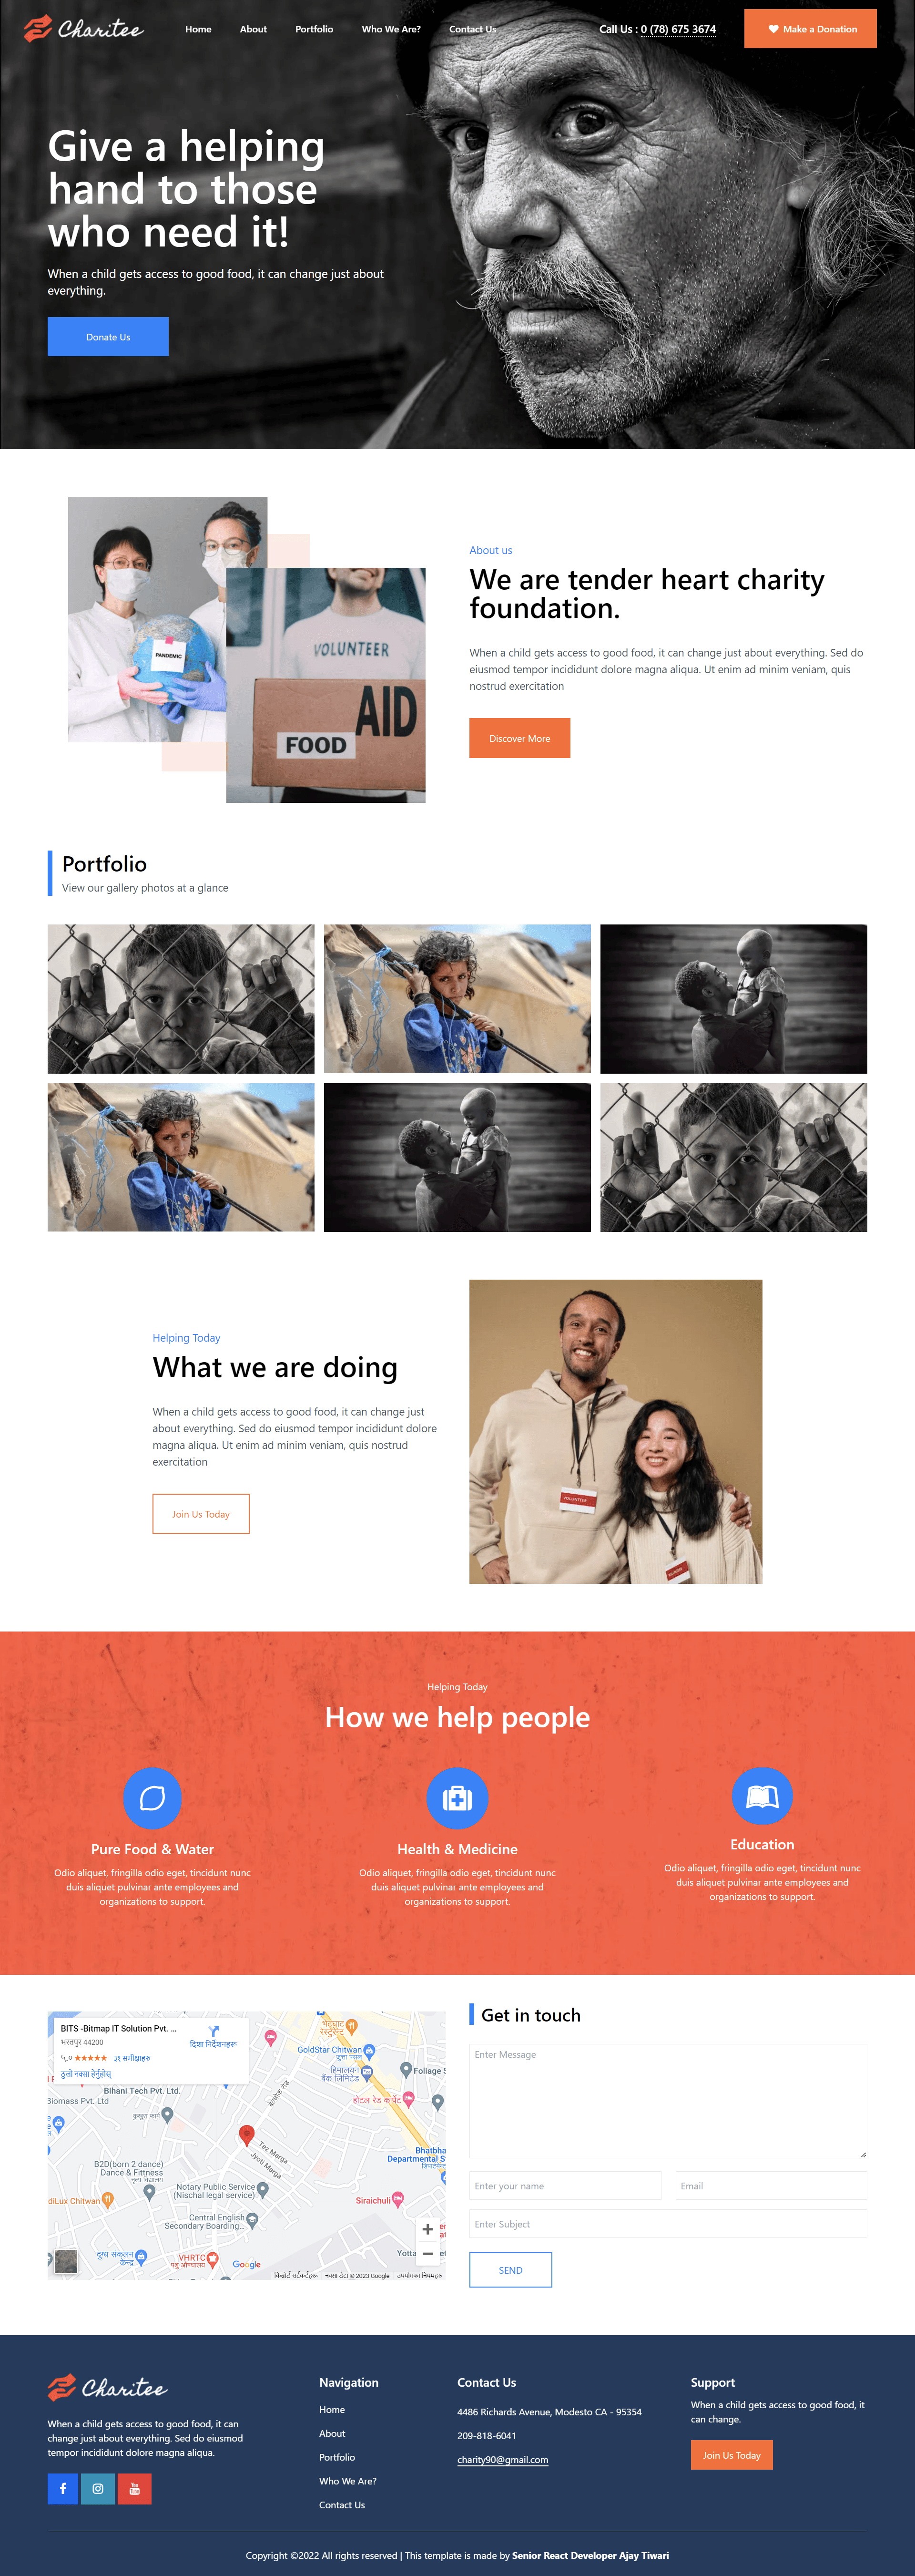 Charitee
Home
About
Portfolio
Who We Are?
Contact Us
Call Us : 0 (78) 675 3674
Make a Donation
Give a helping
hand to those
who need it!
When a child gets access to good food, it can change just about
everything.
Donate Us
PANDEMIC
VOLUNTEER
AID
FOOD
About us
We are tender heart charity
foundation.
When a child gets access to good food, it can change just about everything. Sed do
eiusmod tempor incididunt dolore magna aliqua. Ut enim ad minim veniam, quis
nostrud exercitation
Discover More
Portfolio
View our gallery photos at a glance
Helping Today
What we are doing
When a child gets access to good food, it can change just
about everything. Sed do eiusmod tempor incididunt dolore
magna aliqua. Ut enim ad minim veniam, quis nostrud
exercitation
Join Us Today
VOLUNTEER
Helping Today
How we help people
Pure Food & Water
Odio aliquet, fringilla odio eget, tincidunt nunc
duis aliquet pulvinar ante employees and
organizations to support.
Health & Medicine
Odio aliquet, fringilla odio eget, tincidunt nunc
duis aliquet pulvinar ante employees and
organizations to support.
Education
Odio aliquet, fringilla odio eget, tincidunt nunc
duis aliquet pulvinar ante employees and
organizations to support.
BITS -Bitmap IT Solution Pvt. ...
भरतपुर 44200
५.० ★★★★★ ३१ समीक्षाहरु
ठुलो नक्सा हेर्नुहोस्
दिशा निर्देशनहरू
भेटघाट
रेस्टुरेन्ट
GoldStar Chitwan
हिमालयन
बैंक लिमिटेड
Foliage S
होटल रेड कार्पेट
Bihani Tech Pvt. Ltd.
Biomass Pvt. Ltd
Bhatbha
Departmental S
B2D(born 2 dance)
Dance & Fitness
नृत्य विद्यालय
Tez Marga
Jyoti Marga
Notary Public Service
(Nischal legal service)
diLux Chitwan
Siraichuli
Central English
Secondary Boarding...
दुग्ध संकलन
केन्द्र
VHRTC
पशु औषधालय
Yotta
Google
किबोर्ड सर्टकटहरू
नक्सा डेटा © 2023 Google
उपयोगका नियमहरु
Get in touch
Enter Message
Enter your name
Email
Enter Subject
SEND
Charitee
When a child gets access to good food, it can
change just about everything. Sed do eiusmod
tempor incididunt dolore magna aliqua.
Navigation
Home
About
Portfolio
Who We Are?
Contact Us
Contact Us
4486 Richards Avenue, Modesto CA - 95354
209-818-6041
charity90@gmail.com
Support
When a child gets access to good food, it
can change.
Join Us Today
Copyright ©2022 All rights reserved | This template is made by Senior React Developer Ajay Tiwari